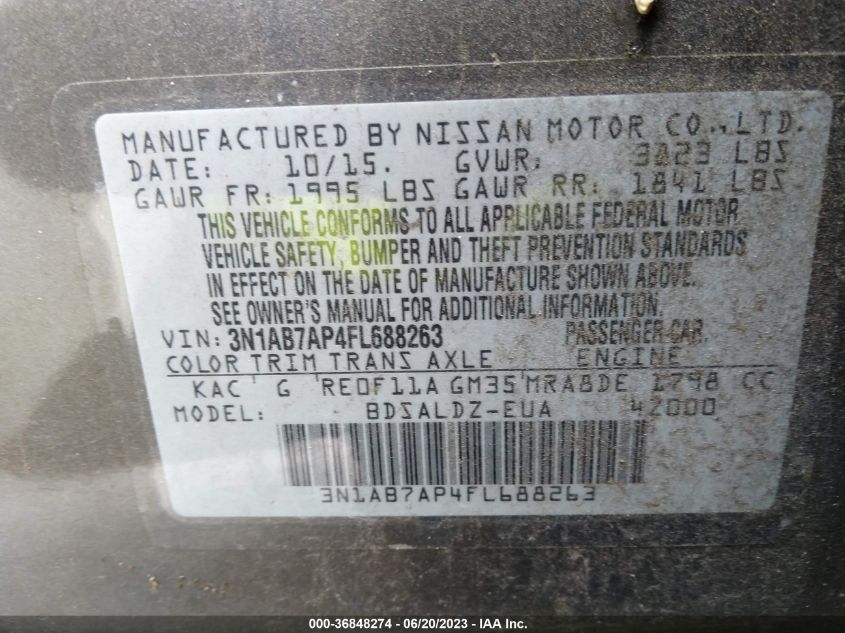 MANUFACTURED BY NISSAN MOTOR CO., LTD.
DATE: 10/15. GVWR: LBS
GAWR FR: 1995 LBS GAWR RR: 1841 LBS
THIS VEHICLE CONFORMS TO ALL APPLICABLE FEDERAL MOTOR
VEHICLE SAFETY, BUMPER AND THEFT PREVENTION STANDARDS
IN EFFECT ON THE DATE OF MANUFACTURE SHOWN ABOVE.
SEE OWNER'S MANUAL FOR ADDITIONAL INFORMATION.
VIN: 3N1AB7AP4FL688263 PASSENGER CAR.
COLOR TRIM TRANS AXLE ENGINE
KAC G RE0F11A GM35 MRA8DE 1798 CC
MODEL: BDSALDZ-EUA 42000
3N1AB7AP4FL688263
000-36848274 - 06/20/2023 - IAA Inc.